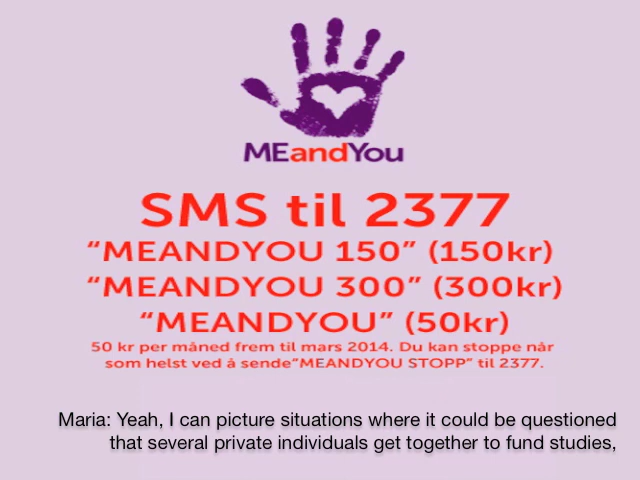 MEandYou
SMS til 2377
“MEANDYOU 150” (150kr)
“MEANDYOU 300” (300kr)
“MEANDYOU” (50kr)
50 kr per måned frem til mars 2014. Du kan stoppe når
som helst ved å sende“MEANDYOU STOPP” til 2377.
Maria: Yeah, I can picture situations where it could be questioned
that several private individuals get together to fund studies,